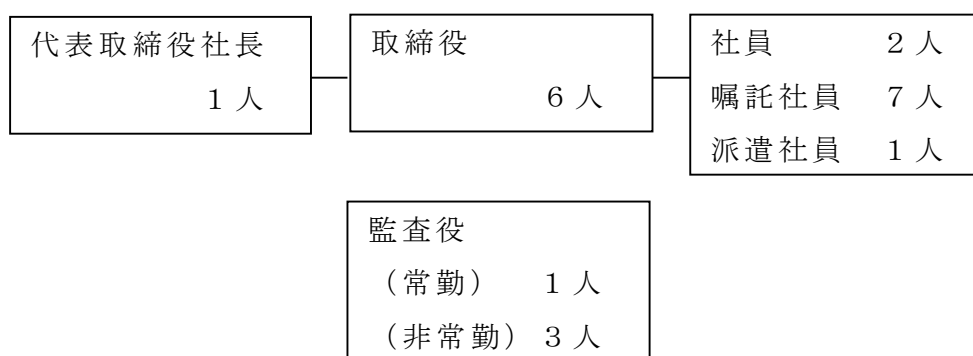 代表取締役社長
１人
取締役
６人
社員　２人
嘱託社員　７人
派遣社員　１人
監査役
（常勤）　１人
（非常勤）３人